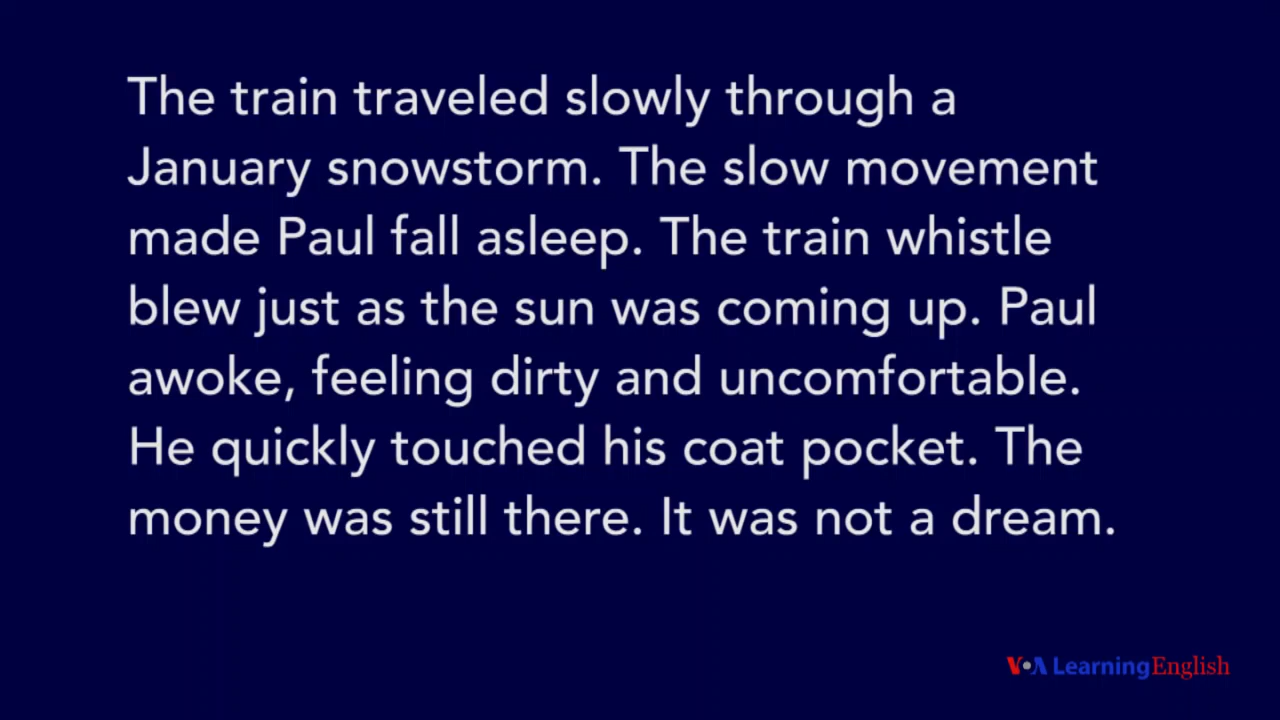 The train traveled slowly through a
January snowstorm. The slow movement
made Paul fall asleep. The train whistle
blew just as the sun was coming up. Paul
awoke, feeling dirty and uncomfortable.
He quickly touched his coat pocket. The
money was still there. It was not a dream.
VOA Learning English